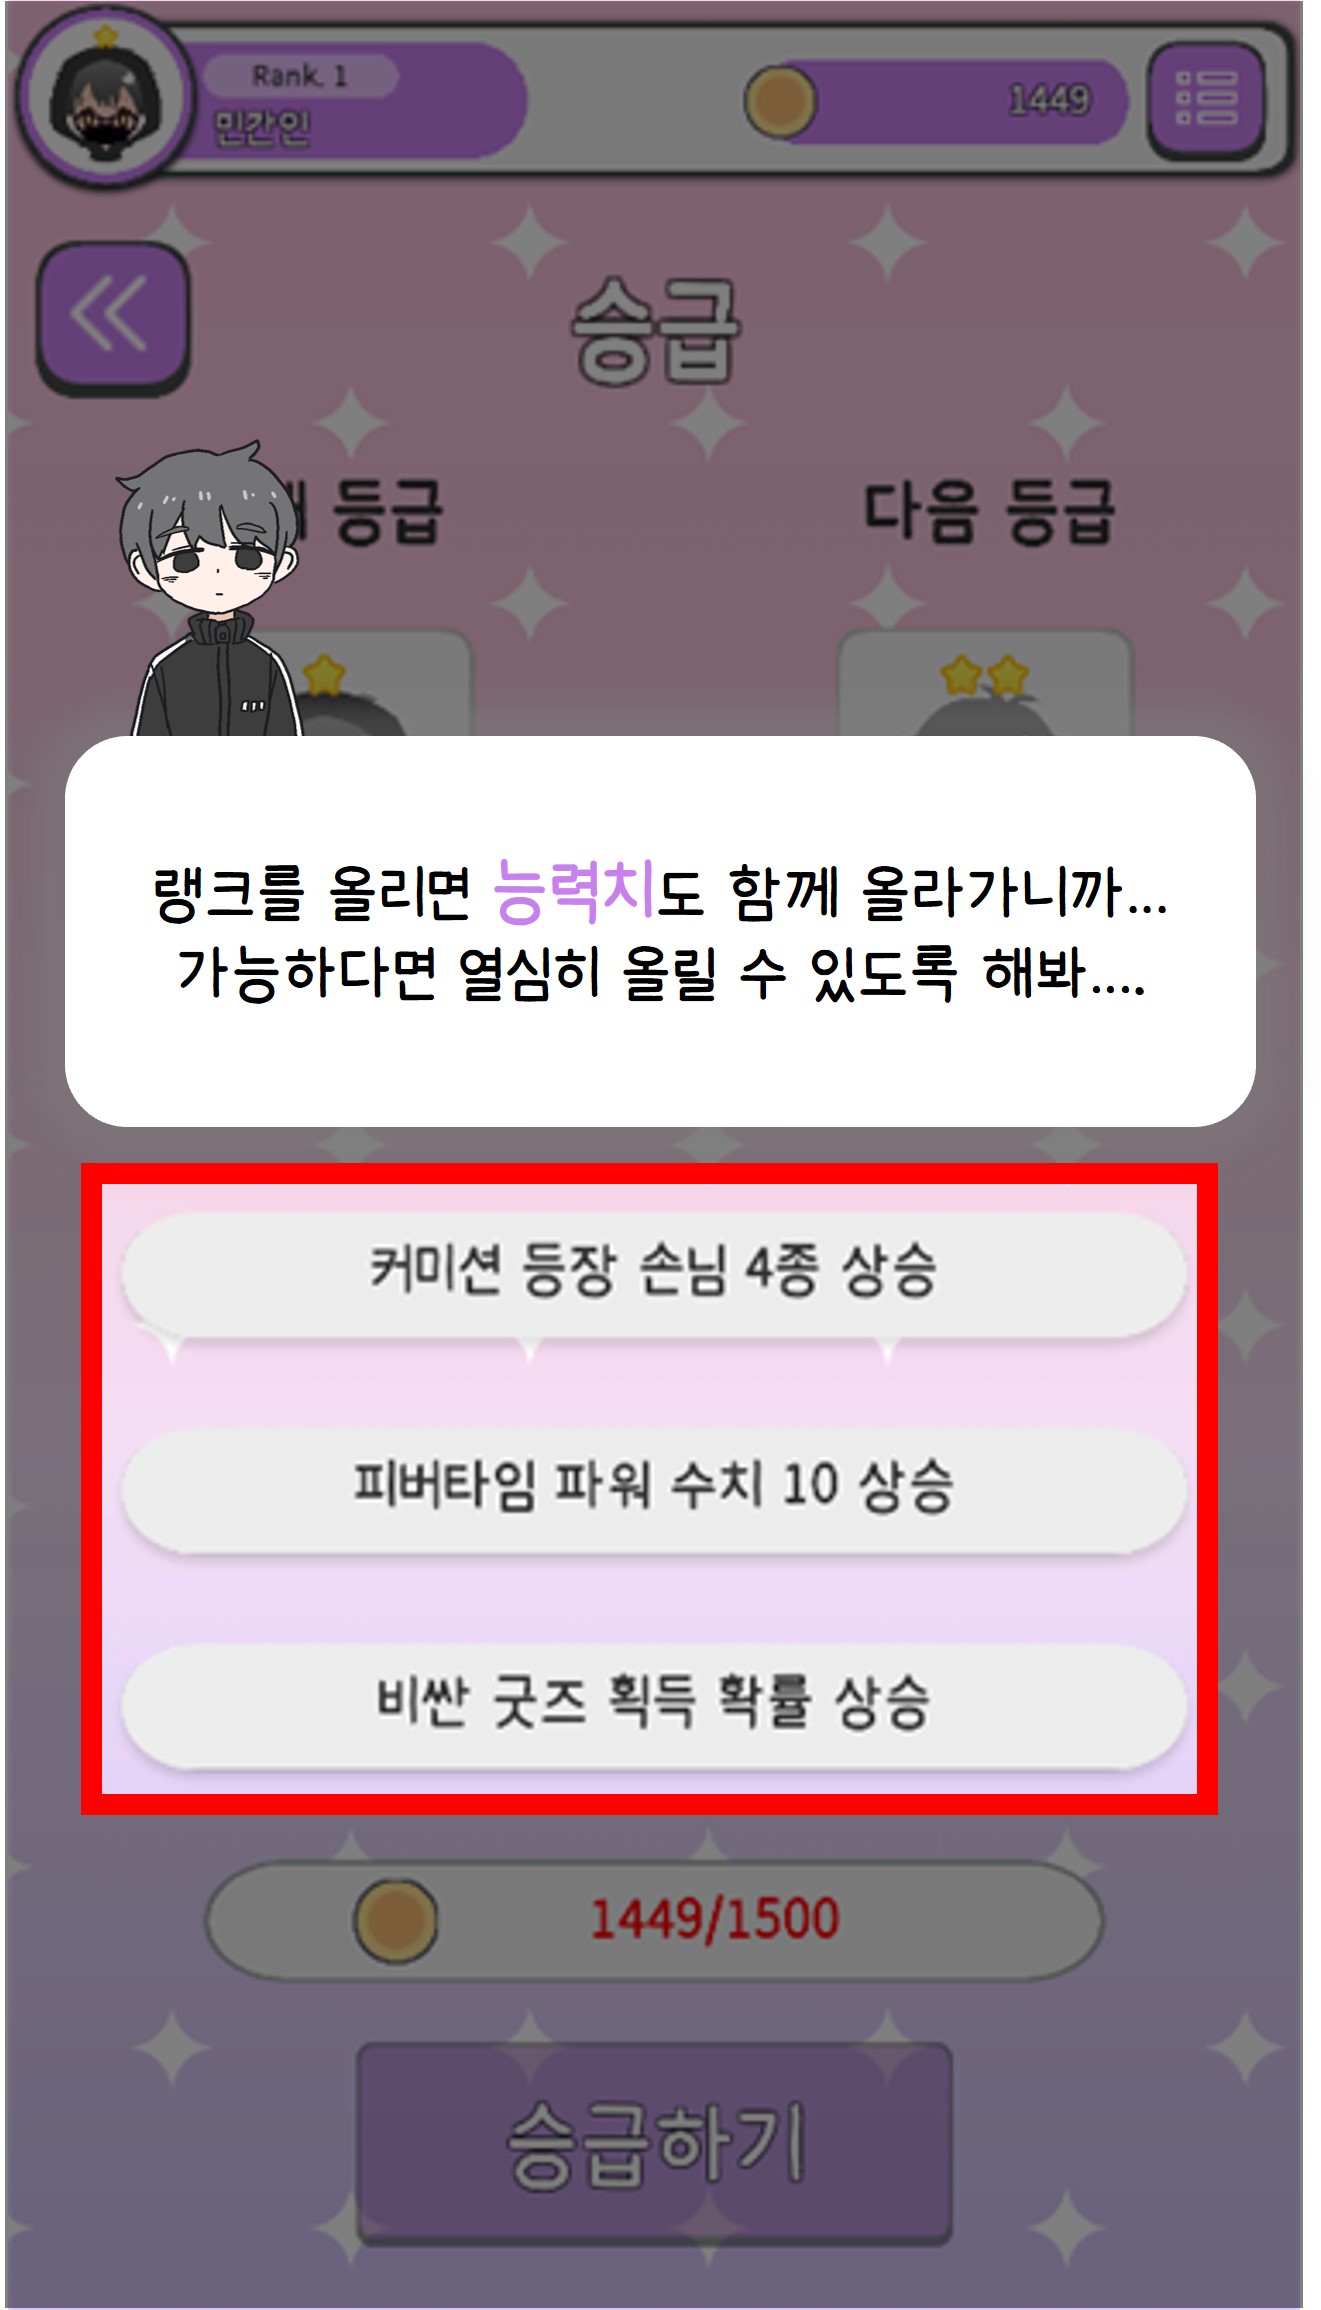 Rank. 1
민간인
1449
승급
등급
다음 등급
랭크를 올리면 능력치도 함께 올라가니까...
가능하다면 열심히 올릴 수 있도록 해봐....
커미션 등장 손님 4종 상승
피버타임 파워 수치 10 상승
비싼 굿즈 획득 확률 상승
1449/1500
승급하기